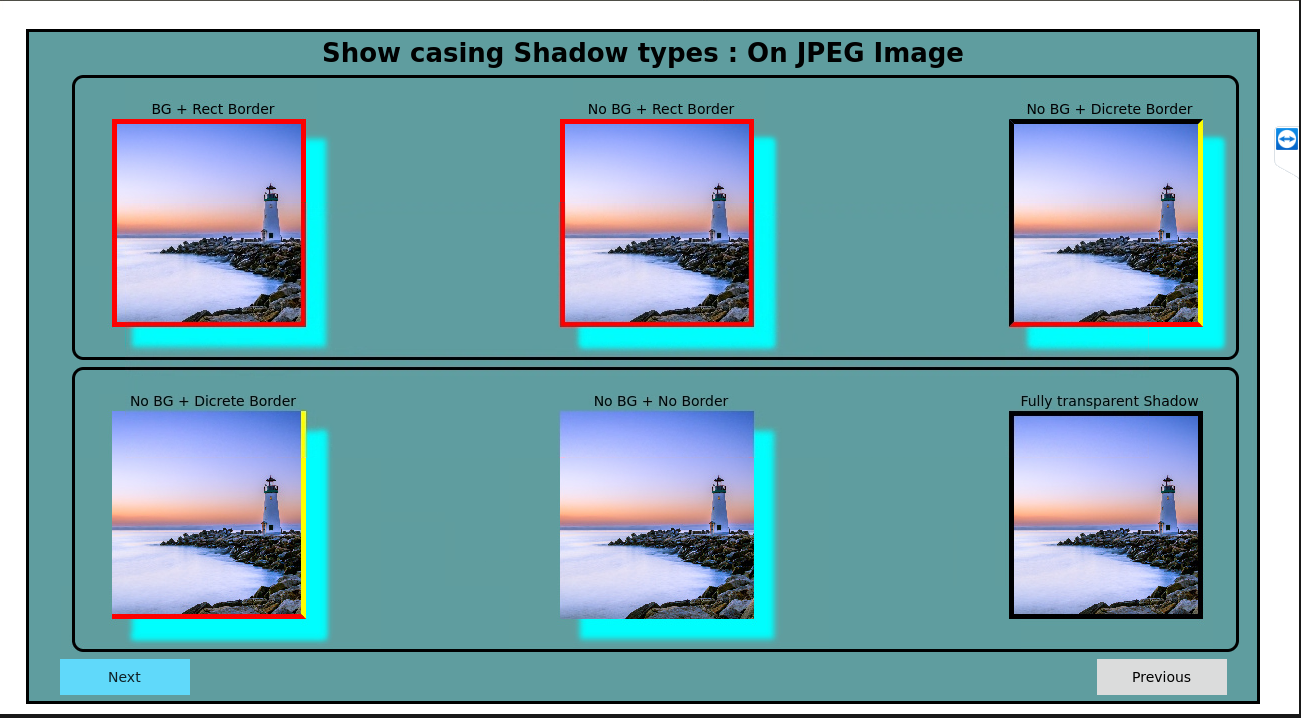 Show casing Shadow types : On JPEG Image
BG + Rect Border
No BG + Rect Border
No BG + Dicrete Border
No BG + Dicrete Border
No BG + No Border
Fully transparent Shadow
Next
Previous